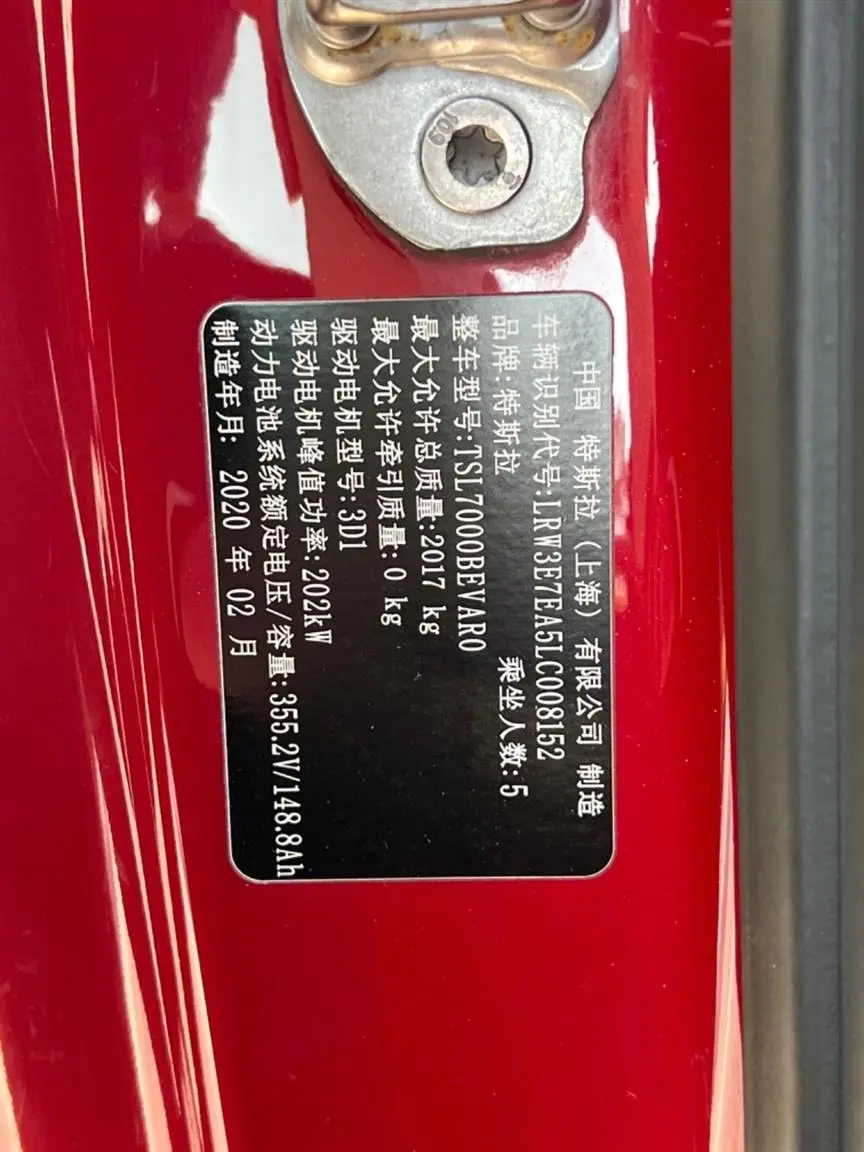 10.9
中国 特斯拉（上海）有限公司 制造
车辆识别代号:LRW3E7EA5LC008152
品牌:特斯拉 乘坐人数:5
整车型号:TSL7000BEVAR0
最大允许总质量:2017 kg
最大允许牵引质量:0 kg
驱动电机型号:3D1
驱动电机峰值功率:202kW
动力电池系统额定电压/容量:355.2V/148.8Ah
制造年月: 2020 年 02 月